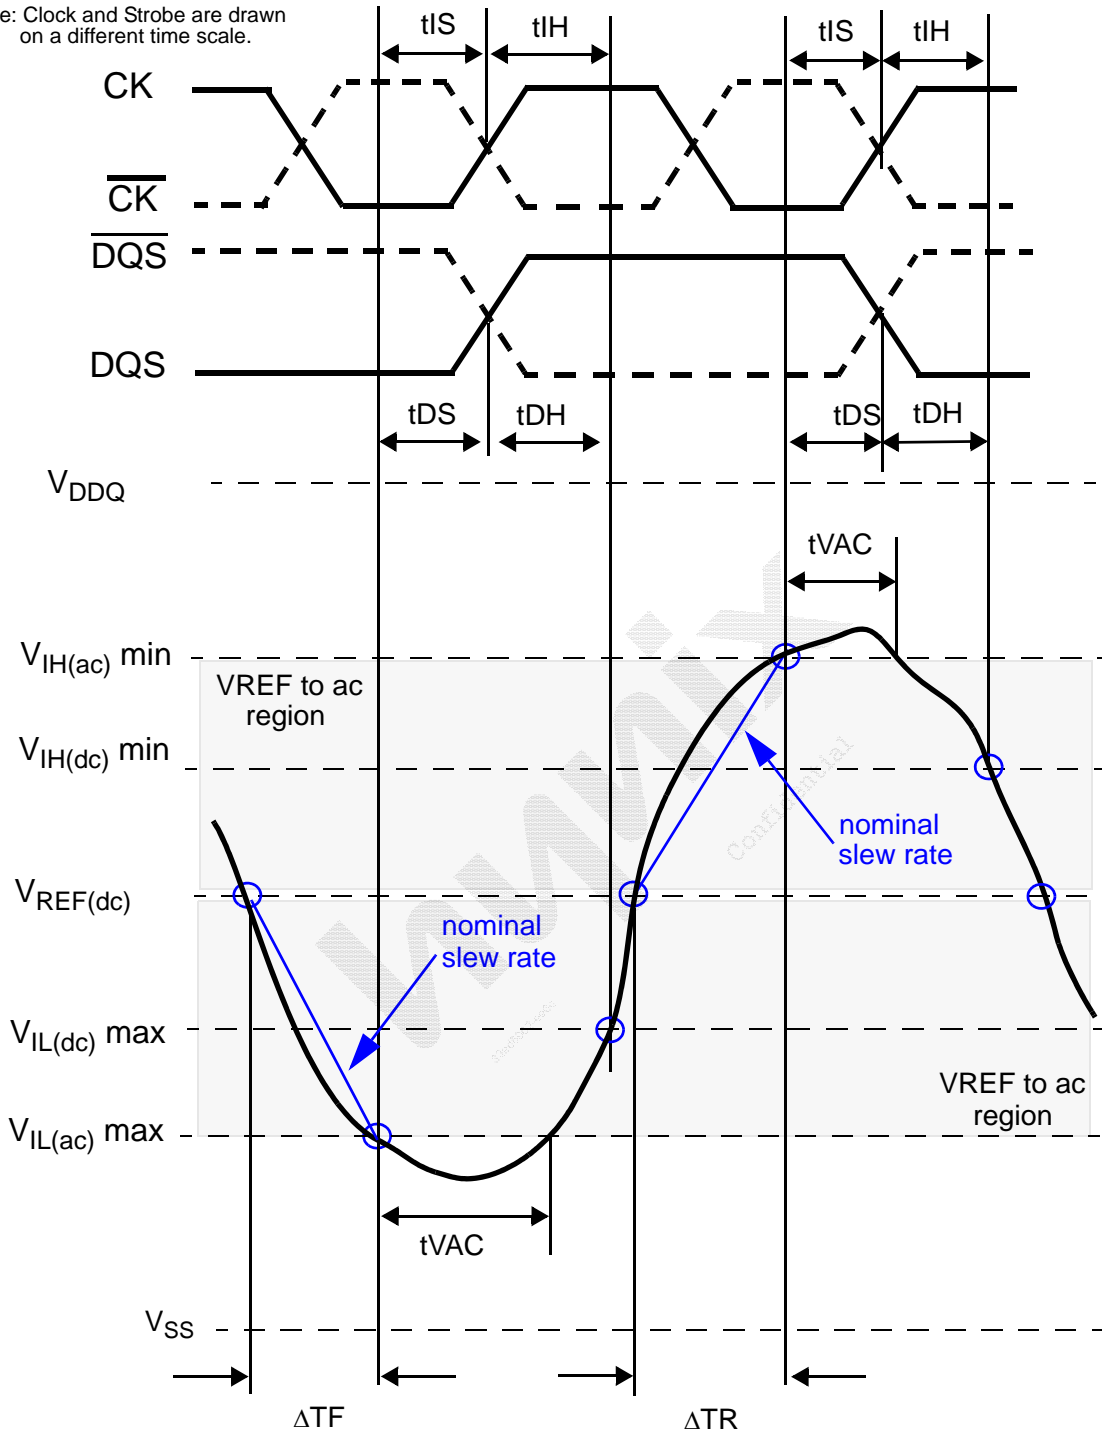 e: Clock and Strobe are drawn
on a different time scale.
tIS tIH tIS tIH
CK
CK
DQS
DQS
tDS tDH tDS tDH
VDDQ
tVAC
VIH(ac) min
VREF to ac
region
VIH(dc) min
Confidential
nominal
slew rate
VREF(dc)
nominal
slew rate
VIL(dc) max
VREF to ac
region
VIL(ac) max
tVAC
VSS
ΔTF ΔTR